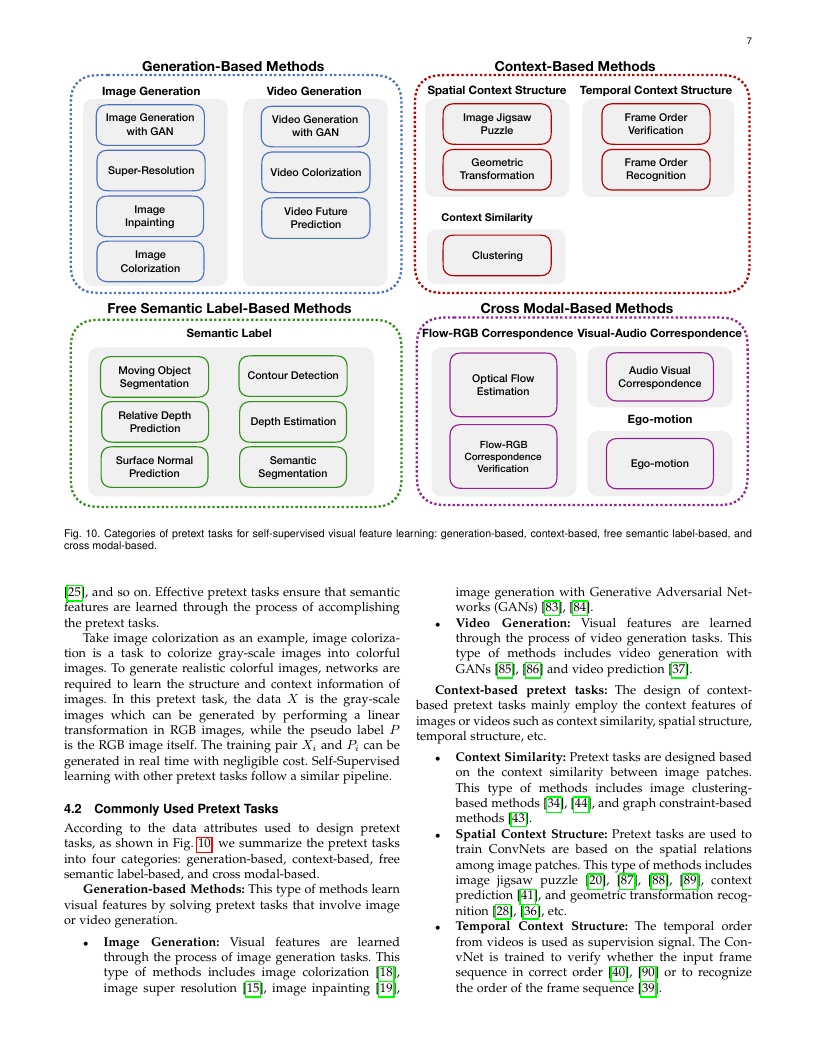 7
Generation-Based Methods
Image Generation
Video Generation
Image Generation
with GAN
Super-Resolution
Image
Inpainting
Image
Colorization
Video Generation
with GAN
Video Colorization
Video Future
Prediction
Context-Based Methods
Spatial Context Structure
Temporal Context Structure
Image Jigsaw
Puzzle
Geometric
Transformation
Frame Order
Verification
Frame Order
Recognition
Context Similarity
Clustering
Free Semantic Label-Based Methods
Semantic Label
Moving Object
Segmentation
Contour Detection
Relative Depth
Prediction
Depth Estimation
Surface Normal
Prediction
Semantic
Segmentation
Cross Modal-Based Methods
Flow-RGB Correspondence
Visual-Audio Correspondence
Optical Flow
Estimation
Flow-RGB
Correspondence
Verification
Audio Visual
Correspondence
Ego-motion
Ego-motion
Fig. 10. Categories of pretext tasks for self-supervised visual feature learning: generation-based, context-based, free semantic label-based, and
cross modal-based.
[25], and so on. Effective pretext tasks ensure that semantic
features are learned through the process of accomplishing
the pretext tasks.
Take image colorization as an example, image coloriza-
tion is a task to colorize gray-scale images into colorful
images. To generate realistic colorful images, networks are
required to learn the structure and context information of
images. In this pretext task, the data X is the gray-scale
images which can be generated by performing a linear
transformation in RGB images, while the pseudo label P
is the RGB image itself. The training pair Xi and Pi can be
generated in real time with negligible cost. Self-Supervised
learning with other pretext tasks follow a similar pipeline.
4.2 Commonly Used Pretext Tasks
According to the data attributes used to design pretext
tasks, as shown in Fig. 10, we summarize the pretext tasks
into four categories: generation-based, context-based, free
semantic label-based, and cross modal-based.
Generation-based Methods: This type of methods learn
visual features by solving pretext tasks that involve image
or video generation.
• Image Generation: Visual features are learned
through the process of image generation tasks. This
type of methods includes image colorization [18],
image super resolution [15], image inpainting [19],
image generation with Generative Adversarial Net-
works (GANs) [83], [84].
• Video Generation: Visual features are learned
through the process of video generation tasks. This
type of methods includes video generation with
GANs [85], [86] and video prediction [37].
Context-based pretext tasks: The design of context-
based pretext tasks mainly employ the context features of
images or videos such as context similarity, spatial structure,
temporal structure, etc.
• Context Similarity: Pretext tasks are designed based
on the context similarity between image patches.
This type of methods includes image clustering-
based methods [34], [44], and graph constraint-based
methods [43].
• Spatial Context Structure: Pretext tasks are used to
train ConvNets are based on the spatial relations
among image patches. This type of methods includes
image jigsaw puzzle [20], [87], [88], [89], context
prediction [41], and geometric transformation recog-
nition [28], [36], etc.
• Temporal Context Structure: The temporal order
from videos is used as supervision signal. The Con-
vNet is trained to verify whether the input frame
sequence in correct order [40], [90] or to recognize
the order of the frame sequence [39].